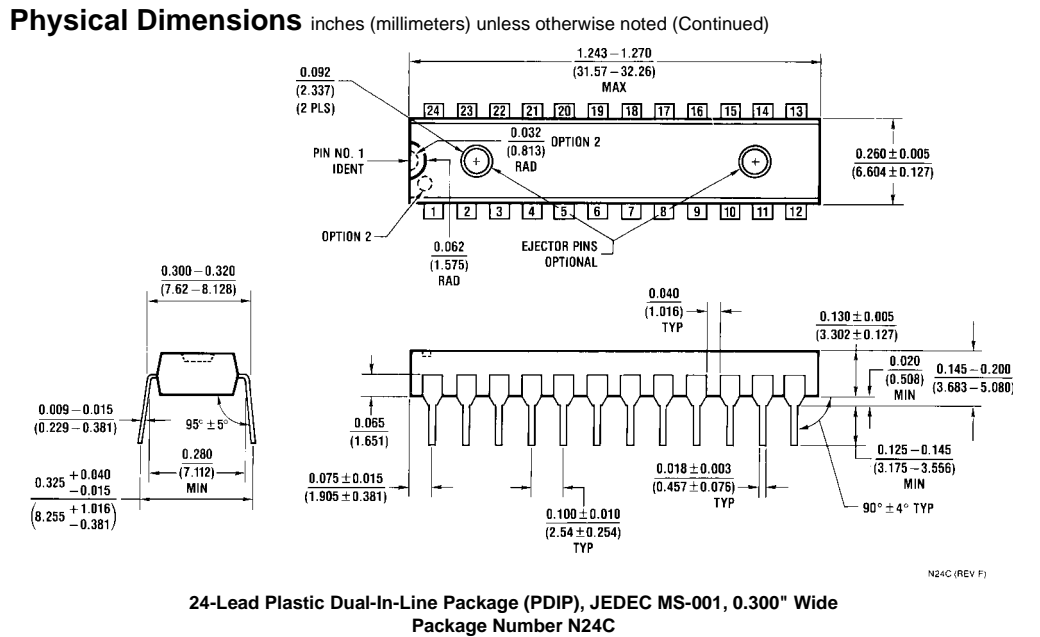 Physical Dimensions inches (millimeters) unless otherwise noted (Continued)
1.243 – 1.270
(31.57 – 32.26)
MAX
0.092
(2.337)
(2 PLS)
24 23 22 21 20 19 18 17 16 15 14 13
0.032
(0.813)
RAD
OPTION 2
PIN NO. 1
IDENT
0.260 ± 0.005
(6.604 ± 0.127)
1 2 3 4 5 6 7 8 9 10 11 12
OPTION 2
0.062
(1.575)
RAD
EJECTOR PINS
OPTIONAL
0.300 – 0.320
(7.62 – 8.128)
0.040
(1.016)
TYP
0.130 ± 0.005
(3.302 ± 0.127)
0.020
(0.508)
MIN
0.145 – 0.200
(3.683 – 5.080)
0.009 – 0.015
(0.229 – 0.381)
95° ± 5°
0.065
(1.651)
0.280
(7.112)
MIN
0.125 – 0.145
(3.175 – 3.556)
MIN
0.325 + 0.040
– 0.015
(8.255 + 1.016
– 0.381)
0.075 ± 0.015
(1.905 ± 0.381)
0.018 ± 0.003
(0.457 ± 0.076)
TYP
0.100 ± 0.010
(2.54 ± 0.254)
TYP
90° ± 4° TYP
N24C (REV F)
24-Lead Plastic Dual-In-Line Package (PDIP), JEDEC MS-001, 0.300" Wide
Package Number N24C